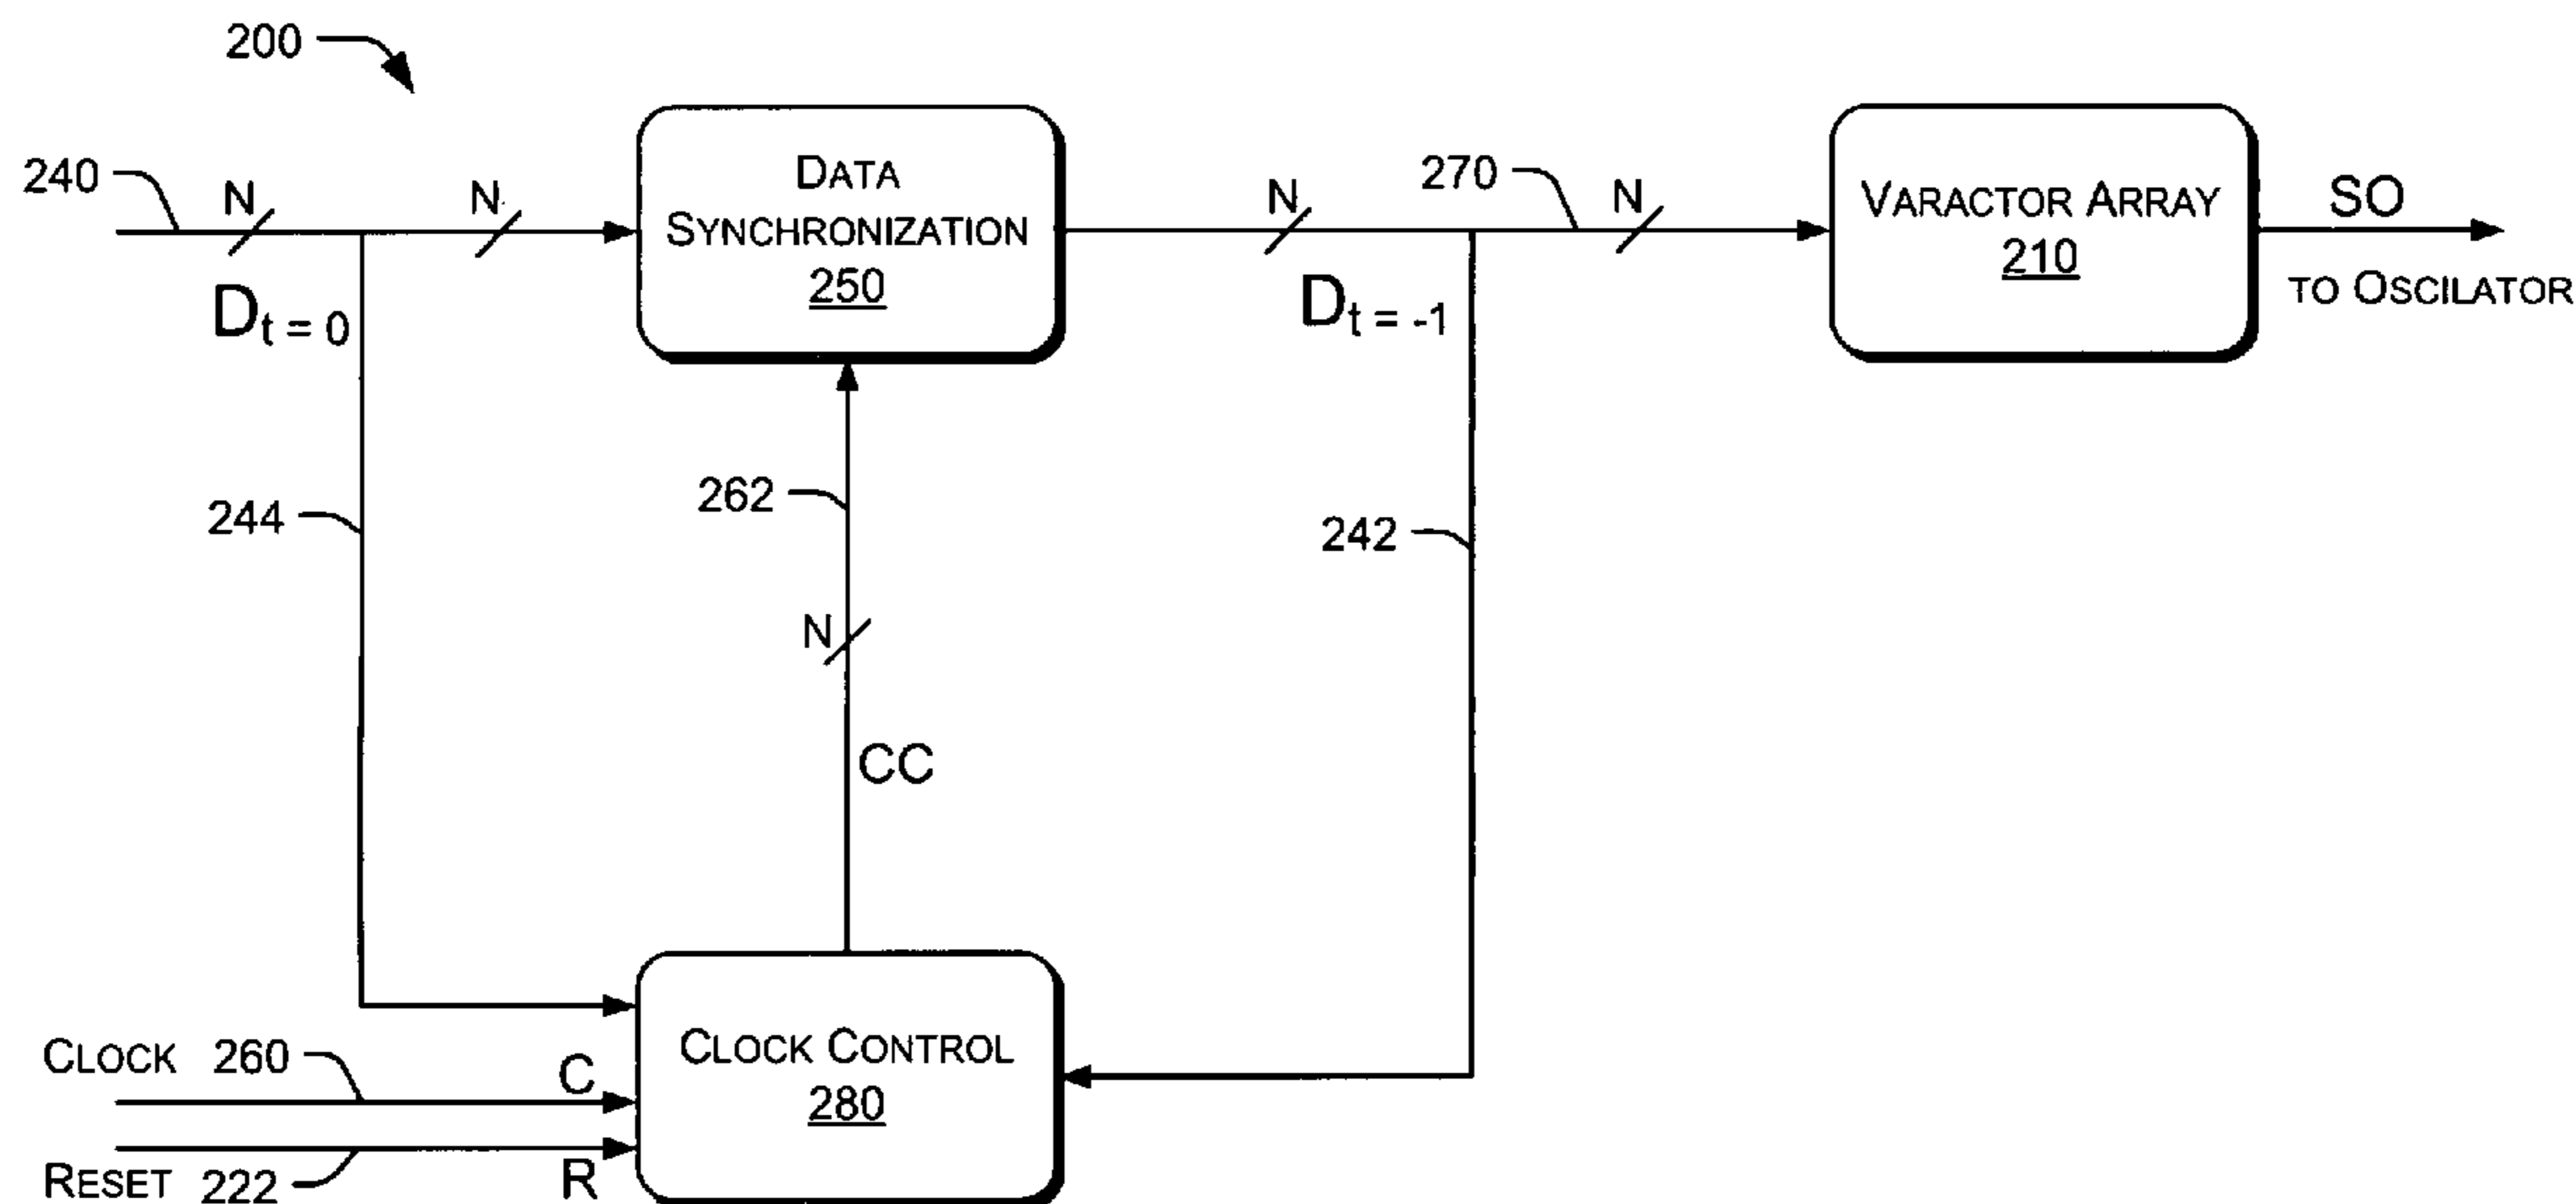 200
240
N
N
DATA
SYNCHRONIZATION
250
N
270
N
VARACTOR ARRAY
210
SO
TO OSCILATOR
Dt = 0
Dt = -1
244
262
242
N
CC
CLOCK 260
C
CLOCK CONTROL
280
RESET 222
R